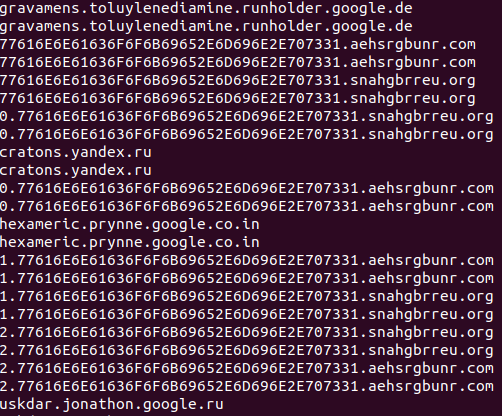 gravamens.toluylenediamine.runholder.google.de
gravamens.toluylenediamine.runholder.google.de
77616E6E61636F6F6B69652E6D696E2E707331.aehsrgbunr.com
77616E6E61636F6F6B69652E6D696E2E707331.aehsrgbunr.com
77616E6E61636F6F6B69652E6D696E2E707331.snahgbrreu.org
77616E6E61636F6F6B69652E6D696E2E707331.snahgbrreu.org
0.77616E6E61636F6F6B69652E6D696E2E707331.snahgbrreu.org
0.77616E6E61636F6F6B69652E6D696E2E707331.snahgbrreu.org
cratons.yandex.ru
cratons.yandex.ru
0.77616E6E61636F6F6B69652E6D696E2E707331.aehsrgbunr.com
0.77616E6E61636F6F6B69652E6D696E2E707331.aehsrgbunr.com
hexameric.prynne.google.co.in
hexameric.prynne.google.co.in
1.77616E6E61636F6F6B69652E6D696E2E707331.aehsrgbunr.com
1.77616E6E61636F6F6B69652E6D696E2E707331.aehsrgbunr.com
1.77616E6E61636F6F6B69652E6D696E2E707331.snahgbrreu.org
1.77616E6E61636F6F6B69652E6D696E2E707331.snahgbrreu.org
2.77616E6E61636F6F6B69652E6D696E2E707331.snahgbrreu.org
2.77616E6E61636F6F6B69652E6D696E2E707331.snahgbrreu.org
2.77616E6E61636F6F6B69652E6D696E2E707331.aehsrgbunr.com
2.77616E6E61636F6F6B69652E6D696E2E707331.aehsrgbunr.com
uskdar.jonathon.google.ru